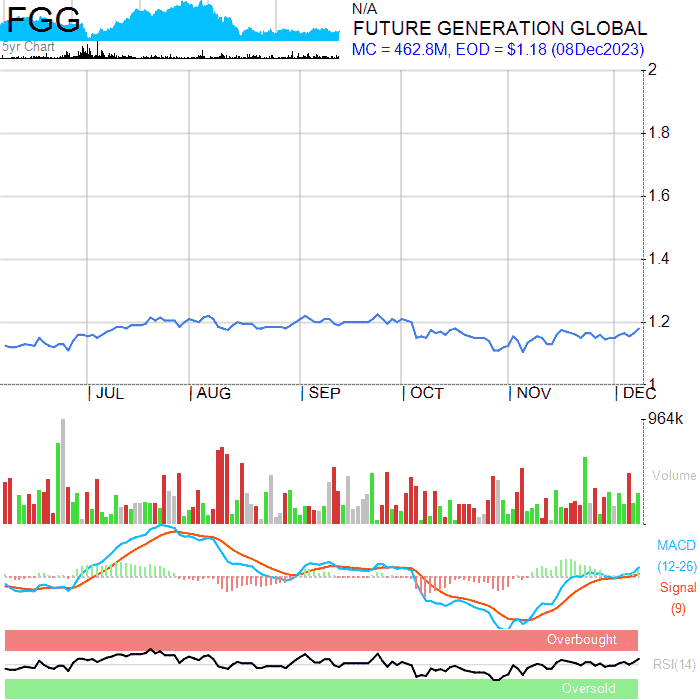 FGG
5yr Chart
N/A
FUTURE GENERATION GLOBAL
MC = 462.8M, EOD = $1.18 (08Dec2023)
2
1.8
1.6
1.4
1.2
1
JUL AUG SEP OCT NOV DEC
964k
Volume
MACD
(12-26)
Signal
(9)
Overbought
RSI(14)
Oversold